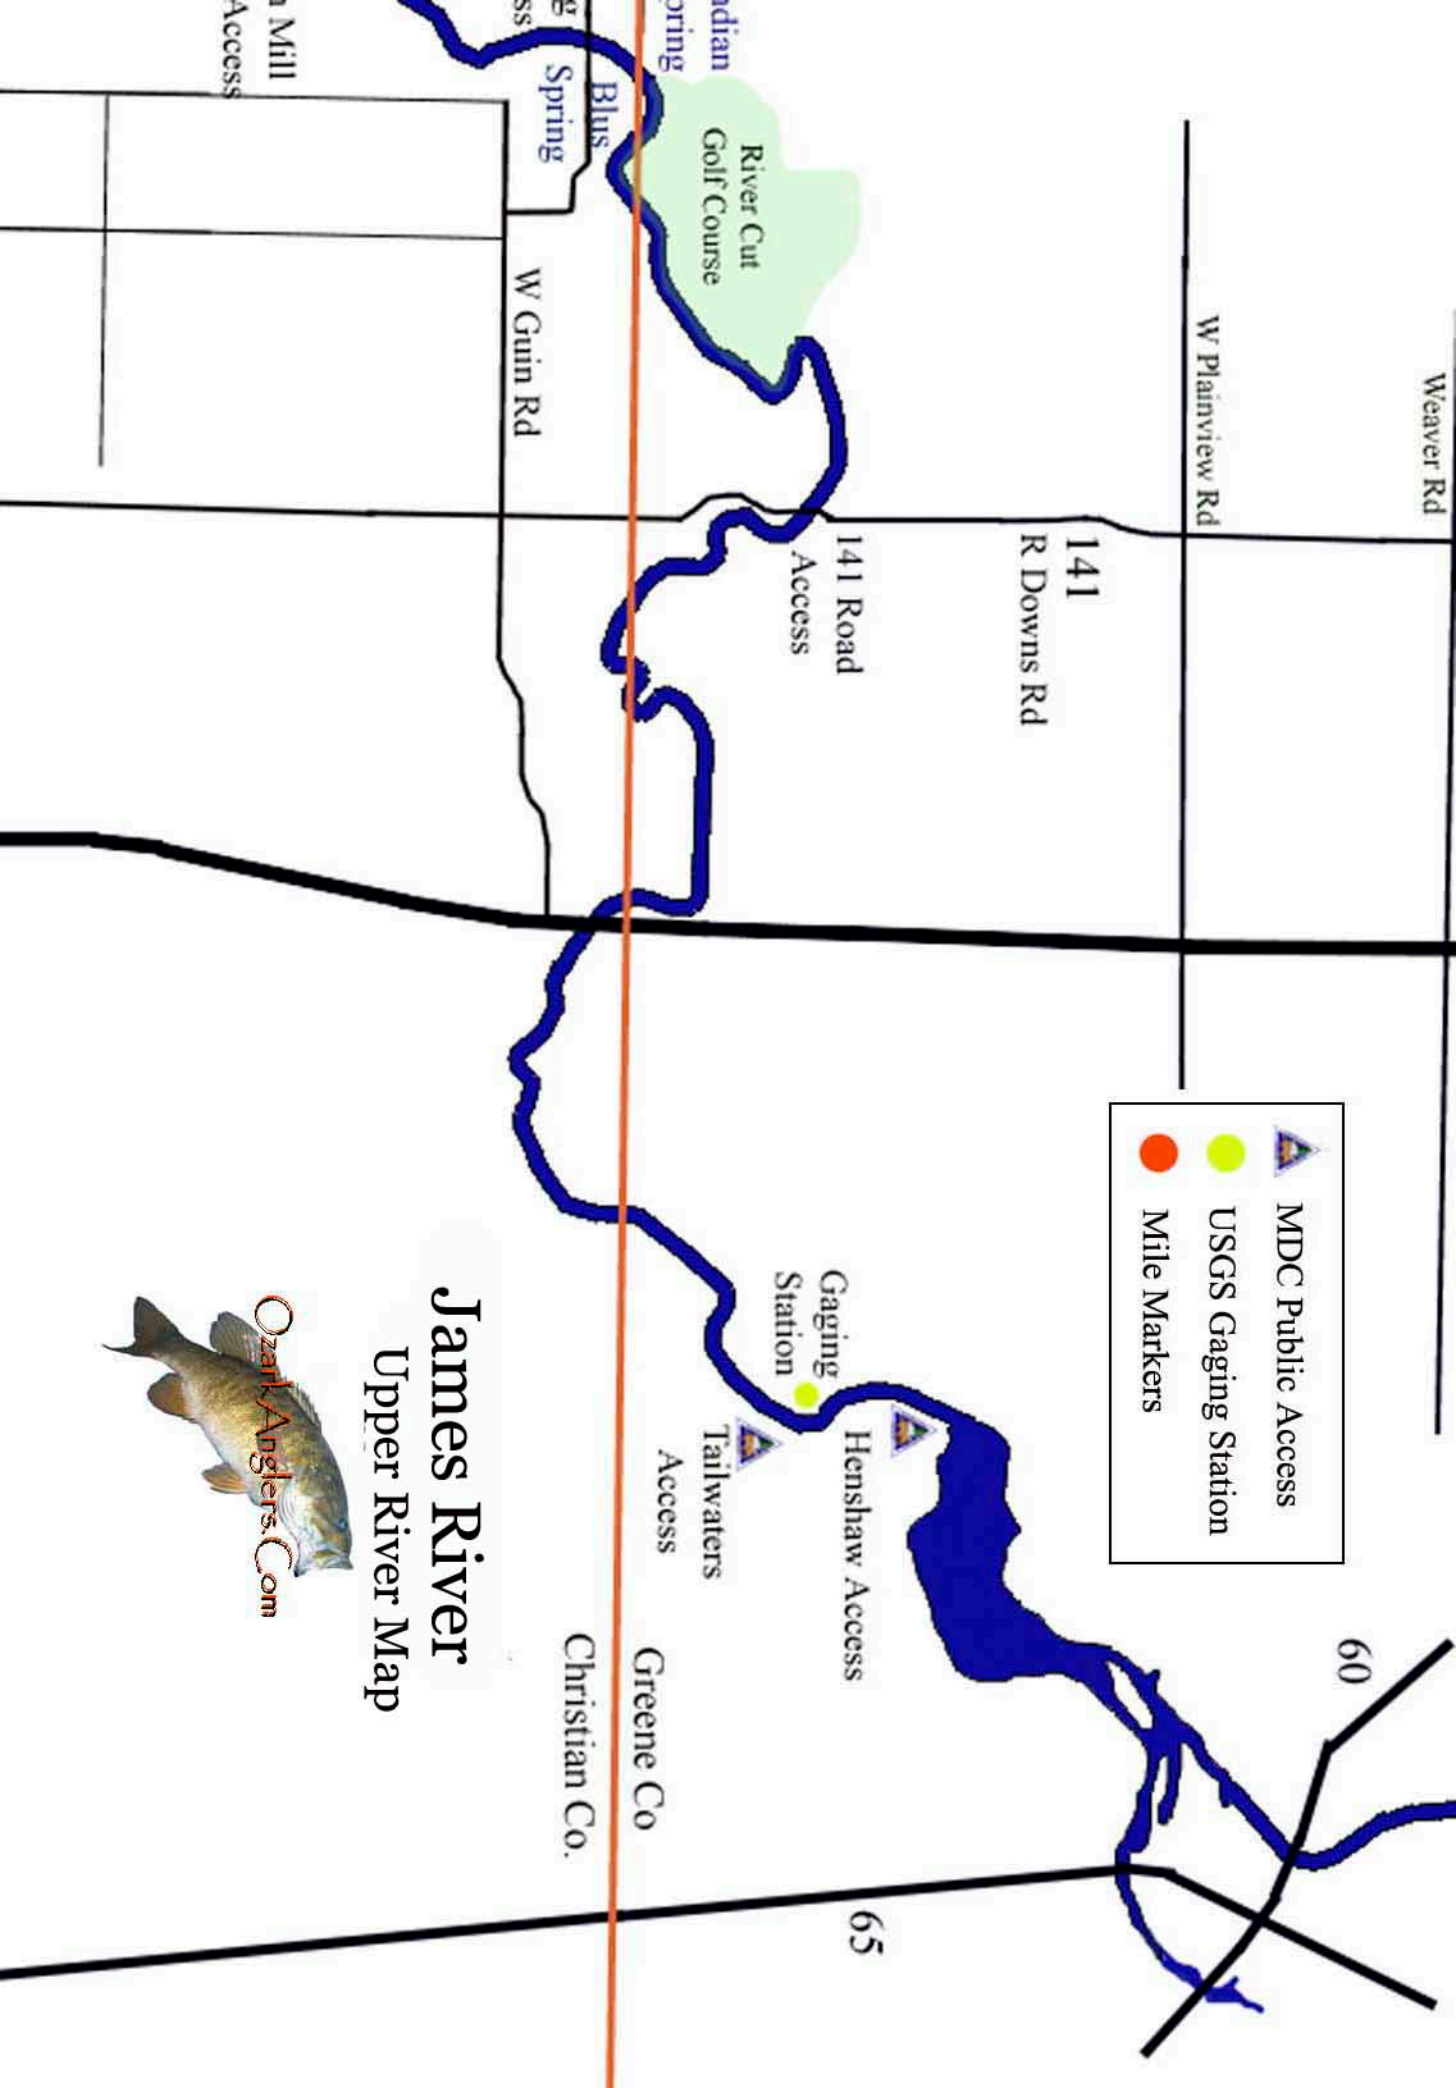 Weaver Rd
W Plainview Rd
60
MDC Public Access
USGS Gaging Station
Mile Markers
141
R Downs Rd
141 Road
Access
65
Gaging
Station
Henshaw Access
River Cut
Golf Course
Tailwaters
Access
Greene Co
Christian Co.
Blus
Spring
W Guin Rd
James River
Upper River Map
Mill
Access
OzarkAnglers.Com